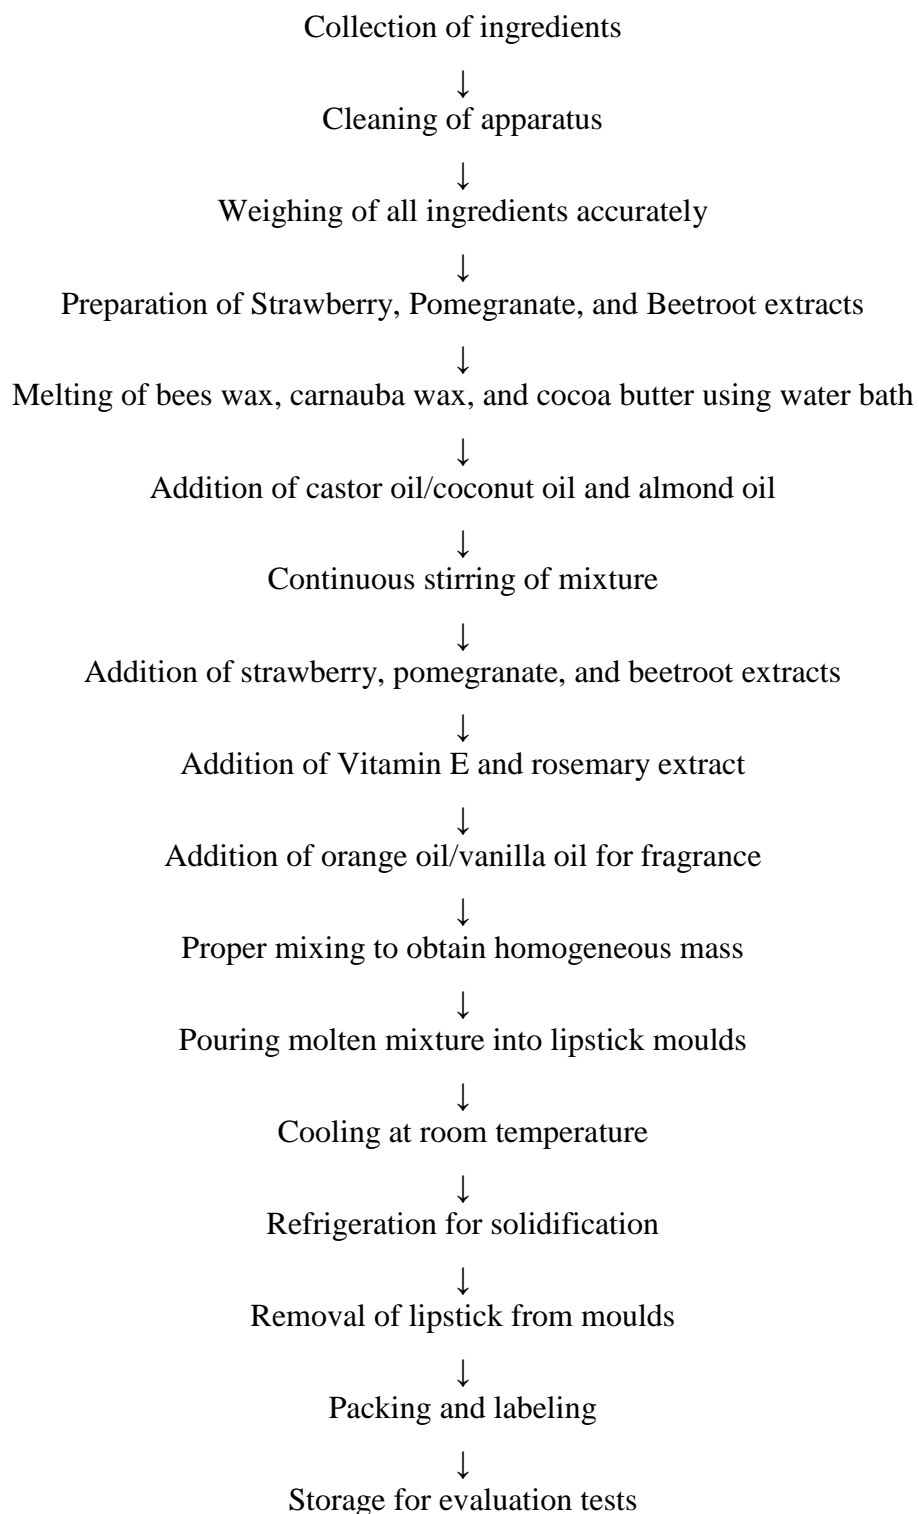 Collection of ingredients
↓
Cleaning of apparatus
↓
Weighing of all ingredients accurately
↓
Preparation of Strawberry, Pomegranate, and Beetroot extracts
↓
Melting of bees wax, carnauba wax, and cocoa butter using water bath
↓
Addition of castor oil/coconut oil and almond oil
↓
Continuous stirring of mixture
↓
Addition of strawberry, pomegranate, and beetroot extracts
↓
Addition of Vitamin E and rosemary extract
↓
Addition of orange oil/vanilla oil for fragrance
↓
Proper mixing to obtain homogeneous mass
↓
Pouring molten mixture into lipstick moulds
↓
Cooling at room temperature
↓
Refrigeration for solidification
↓
Removal of lipstick from moulds
↓
Packing and labeling
↓
Storage for evaluation tests